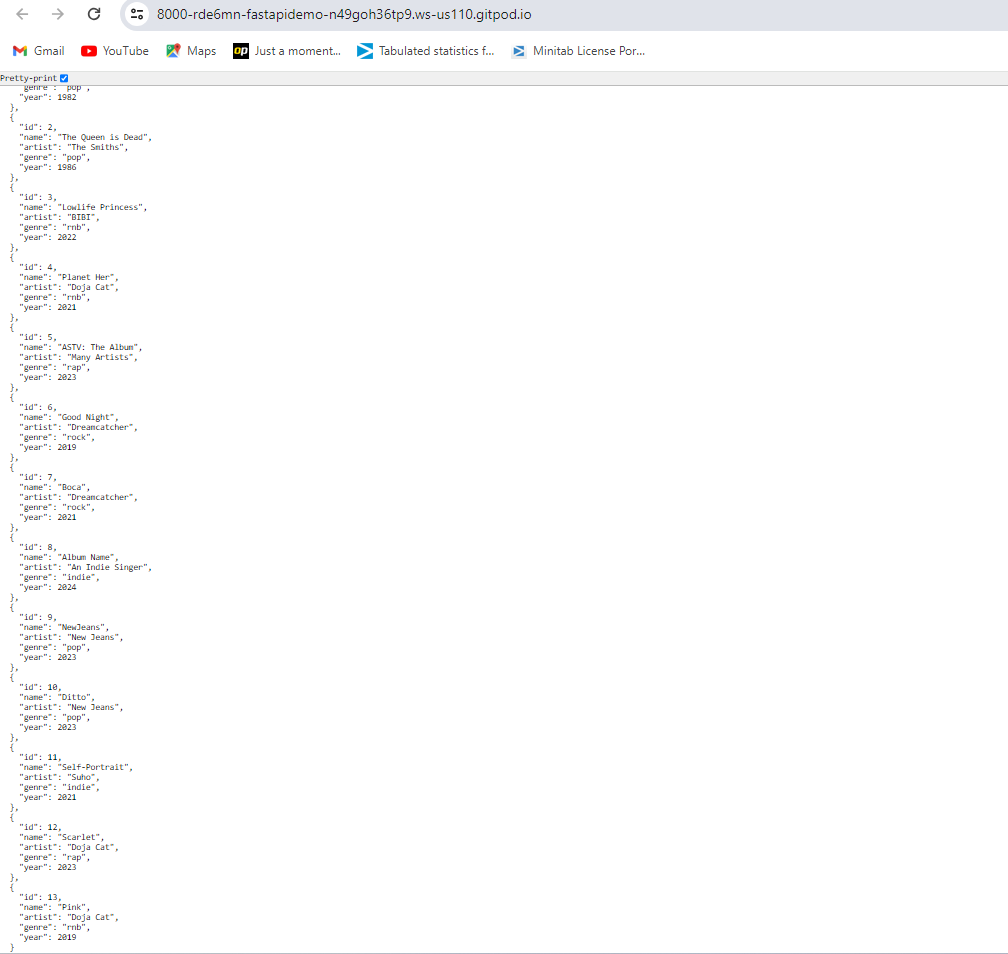 8000-rde6mn-fastapidemo-n49goh36tp9.ws-us110.gitpod.io
Gmail YouTube Maps op Just a moment... Tabulated statistics f... Minitab License Por...
Pretty-print
"genre": "pop",
"year": 1982
},
{
"id": 2,
"name": "The Queen is Dead",
"artist": "The Smiths",
"genre": "pop",
"year": 1986
},
{
"id": 3,
"name": "Lowlife Princess",
"artist": "BIBI",
"genre": "rnb",
"year": 2022
},
{
"id": 4,
"name": "Planet Her",
"artist": "Doja Cat",
"genre": "rnb",
"year": 2021
},
{
"id": 5,
"name": "ASTV: The Album",
"artist": "Many Artists",
"genre": "rap",
"year": 2023
},
{
"id": 6,
"name": "Good Night",
"artist": "Dreamcatcher",
"genre": "rock",
"year": 2019
},
{
"id": 7,
"name": "Boca",
"artist": "Dreamcatcher",
"genre": "rock",
"year": 2021
},
{
"id": 8,
"name": "Album Name",
"artist": "An Indie Singer",
"genre": "indie",
"year": 2024
},
{
"id": 9,
"name": "NewJeans",
"artist": "New Jeans",
"genre": "pop",
"year": 2023
},
{
"id": 10,
"name": "Ditto",
"artist": "New Jeans",
"genre": "pop",
"year": 2023
},
{
"id": 11,
"name": "Self-Portrait",
"artist": "Suho",
"genre": "indie",
"year": 2021
},
{
"id": 12,
"name": "Scarlet",
"artist": "Doja Cat",
"genre": "rap",
"year": 2023
},
{
"id": 13,
"name": "Pink",
"artist": "Doja Cat",
"genre": "rnb",
"year": 2019
}